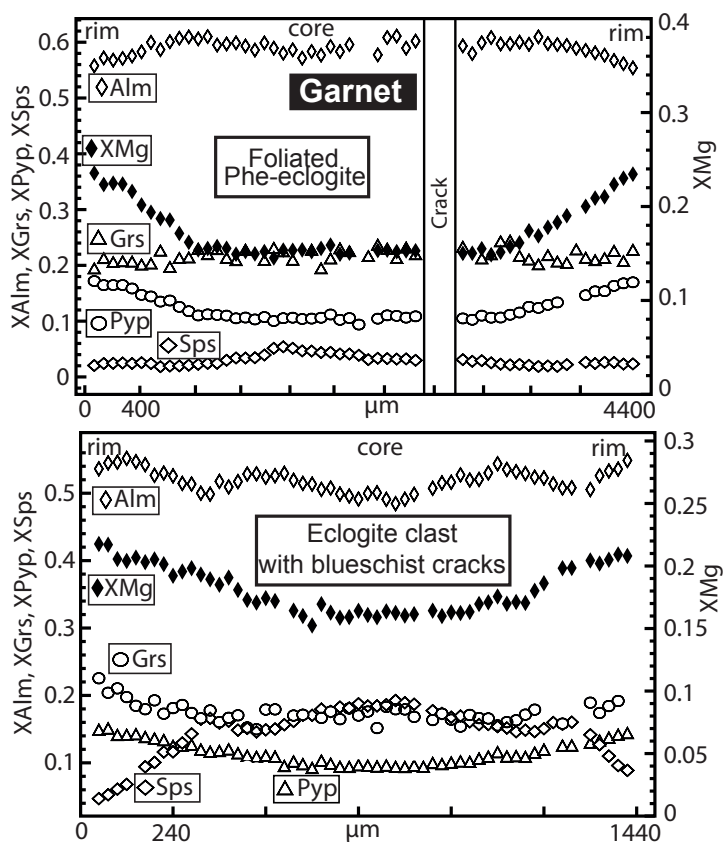 0.6
0.5
0.4
0.3
0.2
0.1
0
XAlm, XGrs, XPyp, XSps
rim
core
rim
Alm
Garnet
XMg
Foliated
Phe-eclogite
Grs
Pyp
Sps
Crack
0.4
0.3
0.2
0.1
0
XMg
0
400
µm
4400
0.5
0.4
0.3
0.2
0.1
XAlm, XGrs, XPyp, XSps
rim
core
rim
Alm
Eclogite clast
with blueschist cracks
XMg
Grs
Sps
Pyp
0.3
0.25
0.2
0.15
0.1
0.05
0
XMg
0
240
µm
1440